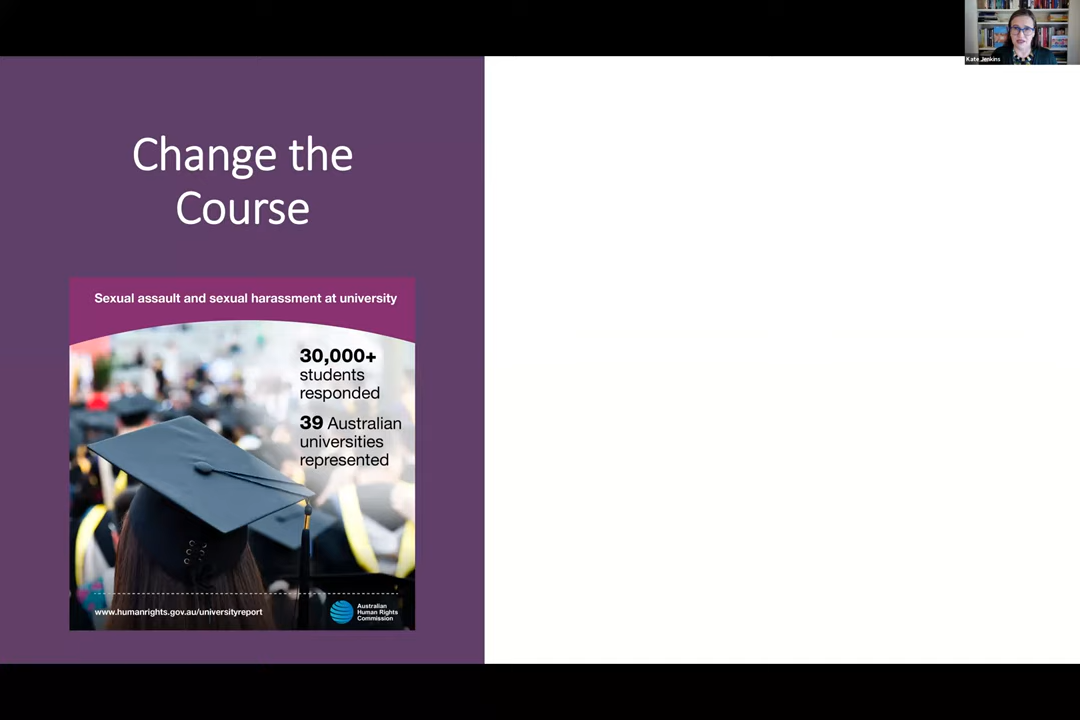 Kate Jenkins
Change the
Course
Sexual assault and sexual harassment at university
30,000+
students
responded
39 Australian
universities
represented
www.humanrights.gov.au/universityreport
Australian
Human Rights
Commission